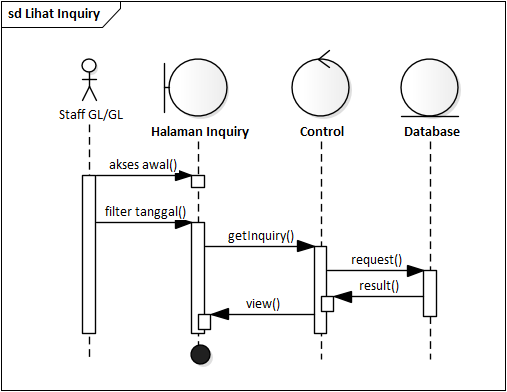 sd Lihat Inquiry
Staff GL/GL
Halaman Inquiry
Control
Database
akses awal()
filter tanggal()
getInquiry()
request()
result()
view()